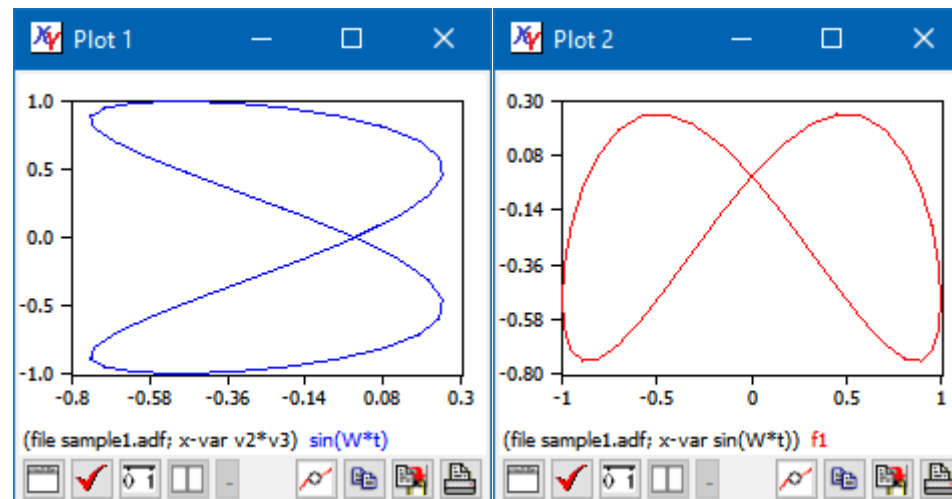 XY Plot 1
1.0
0.5
0.0
-0.5
-1.0
-0.8 -0.58 -0.36 -0.14 0.08 0.3
(file sample1.adf; x-var v2*v3) sin(W*t)
0 1
-
XY Plot 2
0.30
0.08
-0.14
-0.36
-0.58
-0.80
-1 -0.5 0 0.5 1
(file sample1.adf; x-var sin(W*t)) f1
0 1
-